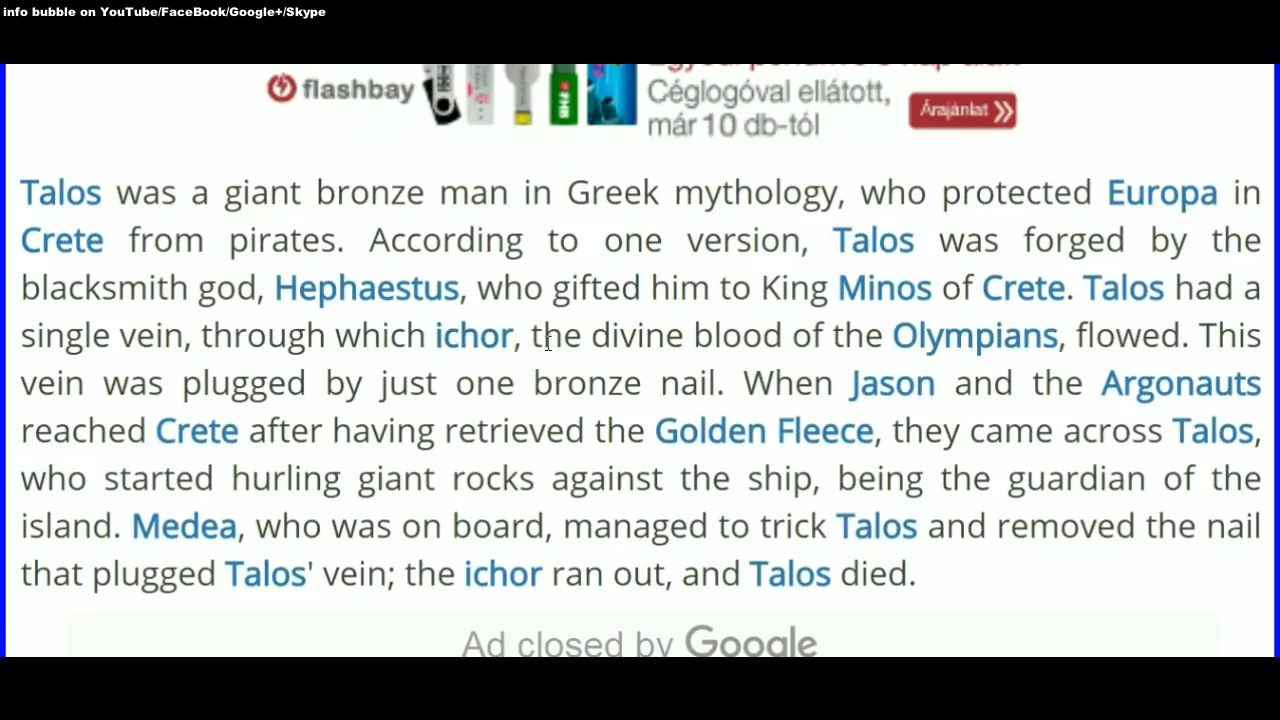 info bubble on YouTube/FaceBook/Google+/Skype
flashbay
Céglogóval ellátott,
már 10 db-tól
Árajánlat
Talos was a giant bronze man in Greek mythology, who protected Europa in
Crete from pirates. According to one version, Talos was forged by the
blacksmith god, Hephaestus, who gifted him to King Minos of Crete. Talos had a
single vein, through which ichor, the divine blood of the Olympians, flowed. This
vein was plugged by just one bronze nail. When Jason and the Argonauts
reached Crete after having retrieved the Golden Fleece, they came across Talos,
who started hurling giant rocks against the ship, being the guardian of the
island. Medea, who was on board, managed to trick Talos and removed the nail
that plugged Talos' vein; the ichor ran out, and Talos died.
Ad closed by Google